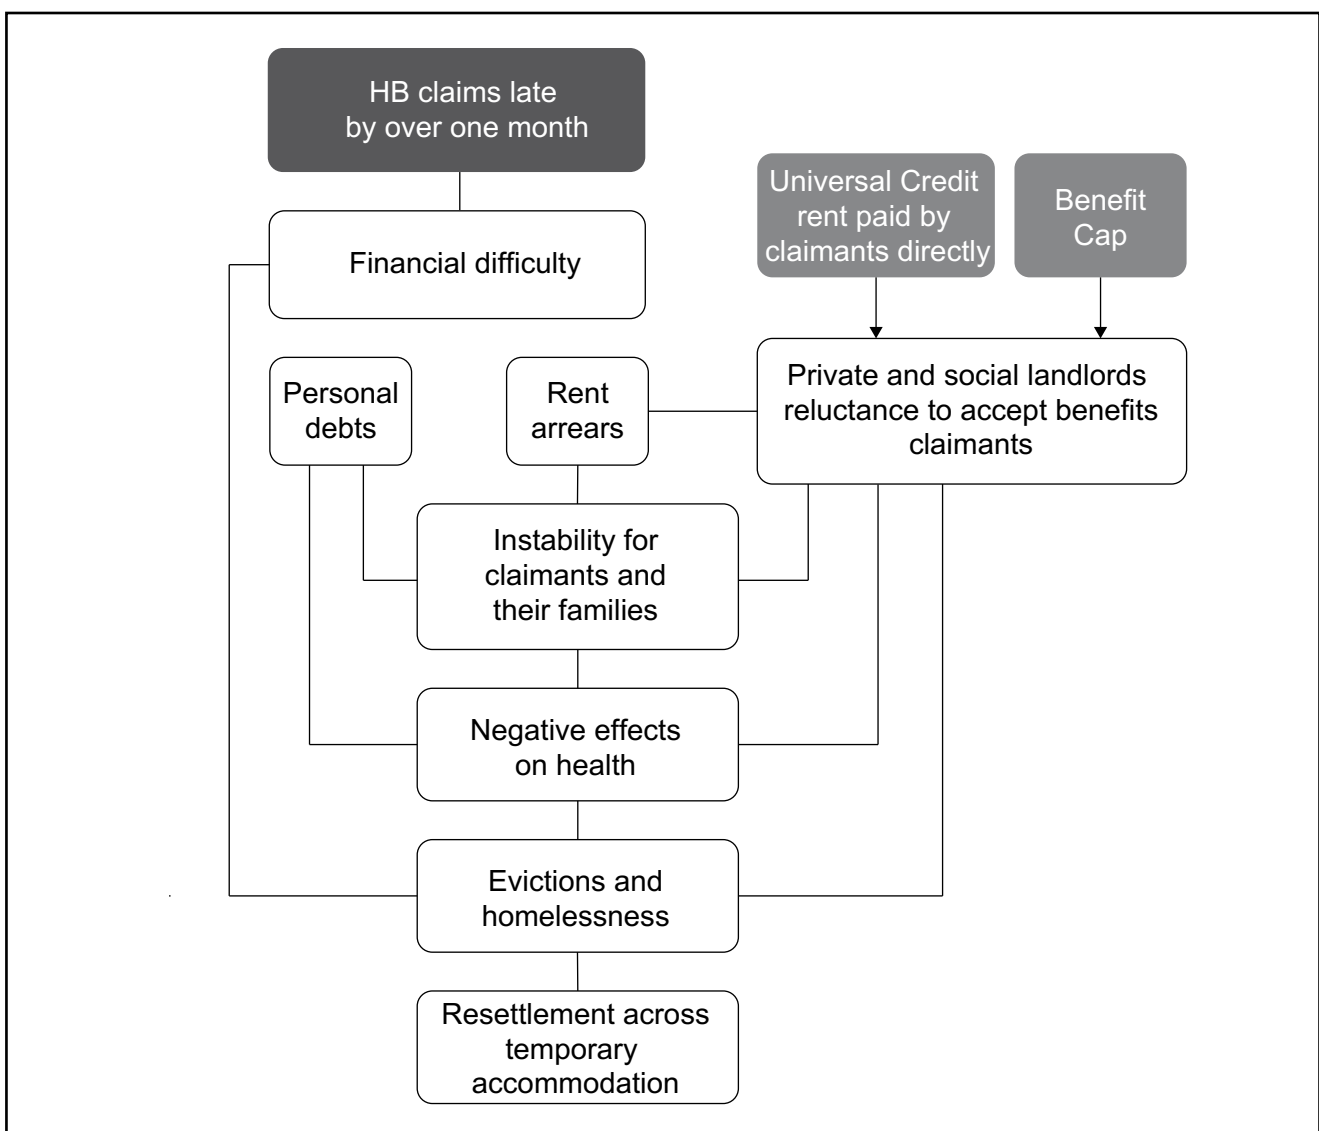 HB claims late
by over one month
Universal Credit
rent paid by
claimants directly
Benefit
Cap
Financial difficulty
Personal
debts
Rent
arrears
Private and social landlords
reluctance to accept benefits
claimants
Instability for
claimants and
their families
Negative effects
on health
Evictions and
homelessness
Resettlement across
temporary
accommodation